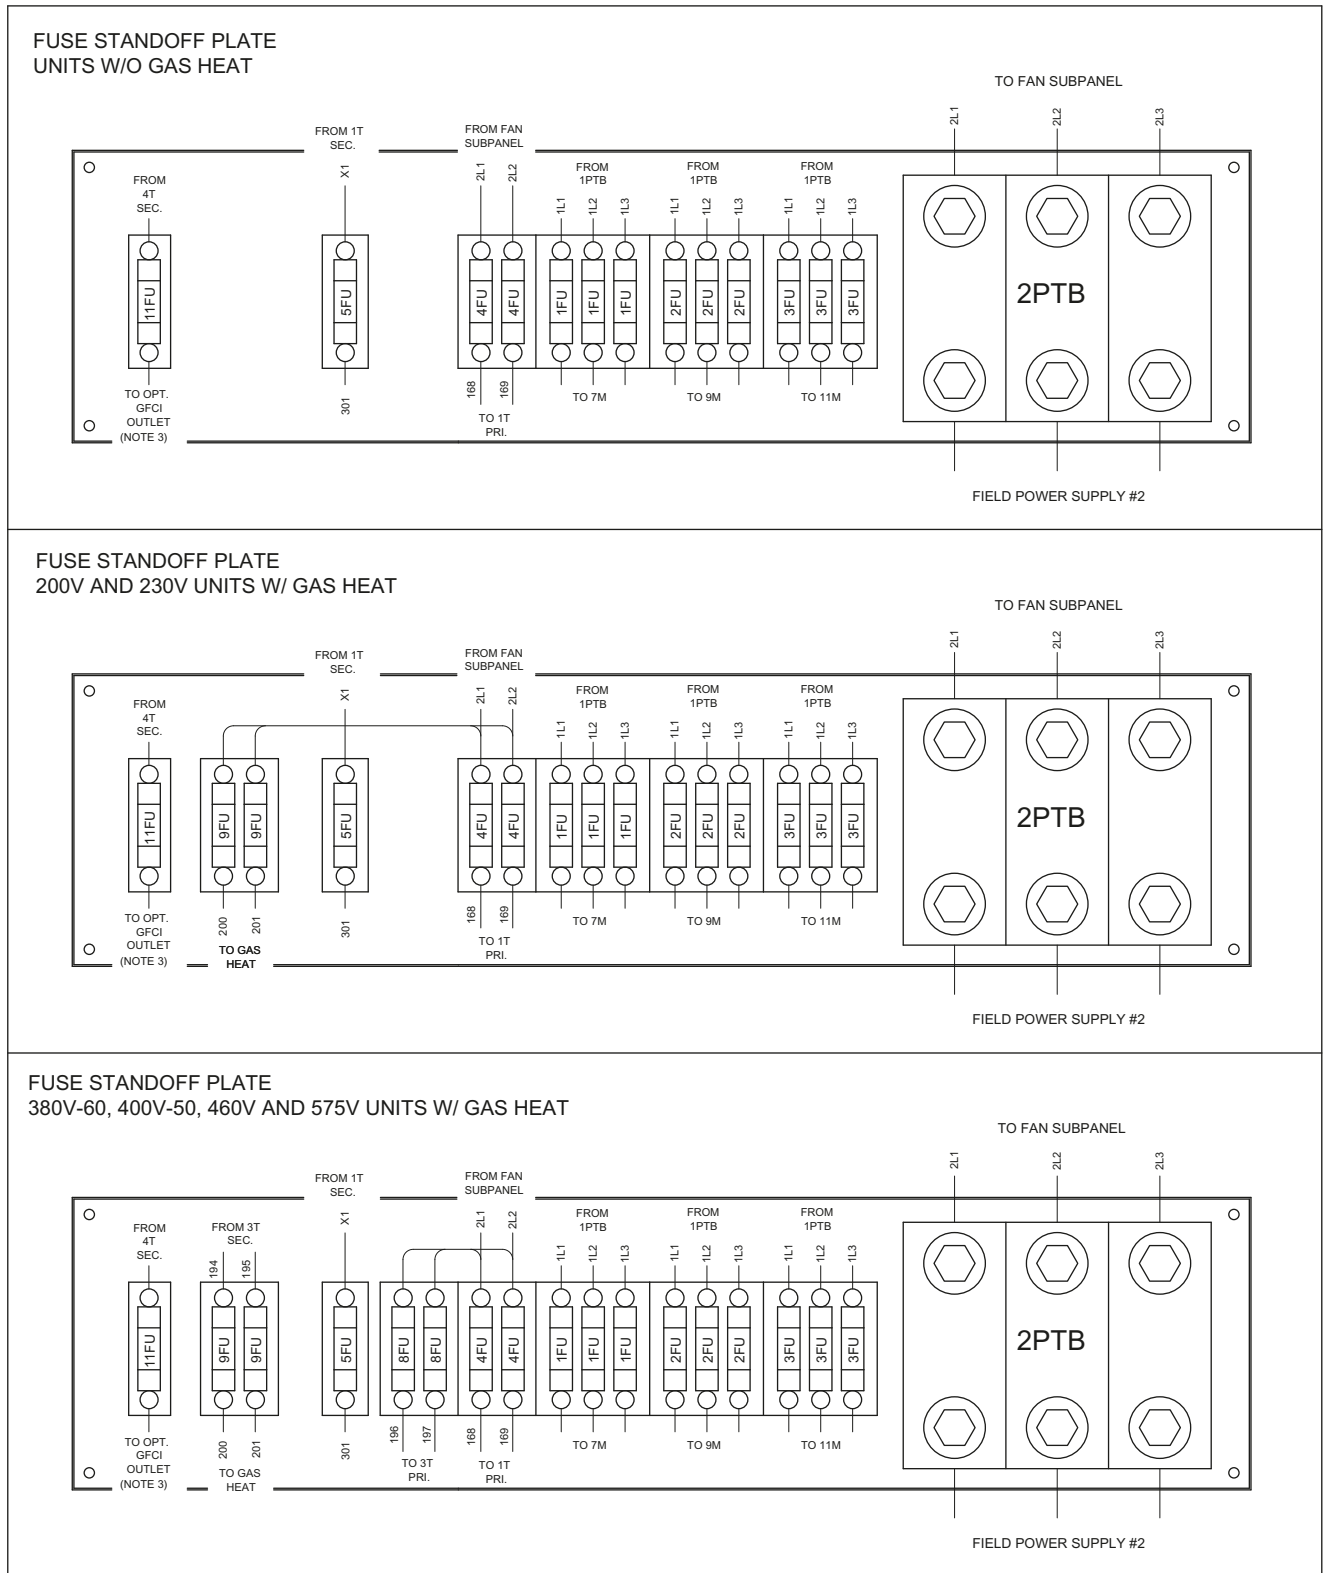 FUSE STANDOFF PLATE
UNITS W/O GAS HEAT
TO FAN SUBPANEL
2L1
2L2
2L3
FROM 1T
SEC.
FROM FAN
SUBPANEL
FROM
4T
SEC.
X1
2L1
2L2
FROM
1PTB
FROM
1PTB
FROM
1PTB
1L1
1L2
1L3
1L1
1L2
1L3
1L1
1L2
1L3
11FU
5FU
4FU
4FU
1FU
1FU
1FU
2FU
2FU
2FU
3FU
3FU
3FU
2PTB
TO OPT.
GFCI
OUTLET
(NOTE 3)
301
168
169
TO 1T
PRI.
TO 7M
TO 9M
TO 11M
FIELD POWER SUPPLY #2
FUSE STANDOFF PLATE
200V AND 230V UNITS W/ GAS HEAT
TO FAN SUBPANEL
2L1
2L2
2L3
FROM 1T
SEC.
FROM FAN
SUBPANEL
FROM
4T
SEC.
X1
2L1
2L2
FROM
1PTB
FROM
1PTB
FROM
1PTB
1L1
1L2
1L3
1L1
1L2
1L3
1L1
1L2
1L3
11FU
9FU
9FU
5FU
4FU
4FU
1FU
1FU
1FU
2FU
2FU
2FU
3FU
3FU
3FU
2PTB
TO OPT.
GFCI
OUTLET
(NOTE 3)
200
201
TO GAS
HEAT
301
168
169
TO 1T
PRI.
TO 7M
TO 9M
TO 11M
FIELD POWER SUPPLY #2
FUSE STANDOFF PLATE
380V-60, 400V-50, 460V AND 575V UNITS W/ GAS HEAT
TO FAN SUBPANEL
2L1
2L2
2L3
FROM 1T
SEC.
FROM FAN
SUBPANEL
FROM
4T
SEC.
FROM 3T
SEC.
194
195
X1
2L1
2L2
FROM
1PTB
FROM
1PTB
FROM
1PTB
1L1
1L2
1L3
1L1
1L2
1L3
1L1
1L2
1L3
11FU
9FU
9FU
5FU
8FU
8FU
4FU
4FU
1FU
1FU
1FU
2FU
2FU
2FU
3FU
3FU
3FU
2PTB
TO OPT.
GFCI
OUTLET
(NOTE 3)
200
201
TO GAS
HEAT
301
196
197
TO 3T
PRI.
168
169
TO 1T
PRI.
TO 7M
TO 9M
TO 11M
FIELD POWER SUPPLY #2